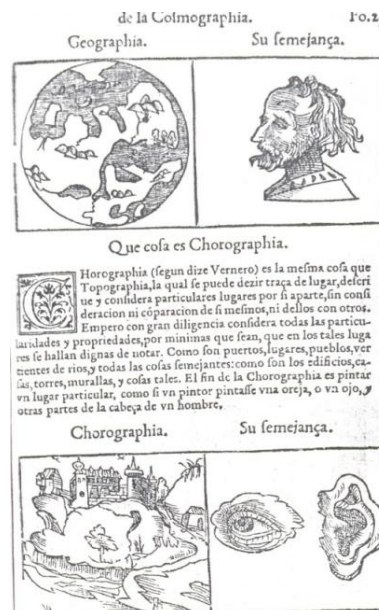 de la Cosmographia. Fo.2
Geographia. Su semejança.
Que cosa es Chorographia.
CHorographia (segun dize Vernero) es la mesma cosa que
Topographia, la qual se puede dezir traça de lugar, descri
ue y considera particulares lugares por si aparte, sin consi
deracion ni cõparacion de si mesmos, ni dellos con otros.
Empero con gran diligencia considera todas las particu-
laridades y propriedades, por minimas que sean, que en los tales luga
res se hallan dignas de notar. Como son puertos, lugares, pueblos, ver
tientes de rios, y todas las cosas semejantes: como son los edificios, ca-
sas, torres, murallas, y cosas tales. El fin de la Chorographia es pintar
vn lugar particular, como si vn pintor pintasse vna oreja, o vn ojo, y
otras partes de la cabeça de vn hombre.
Chorographia. Su semejança.